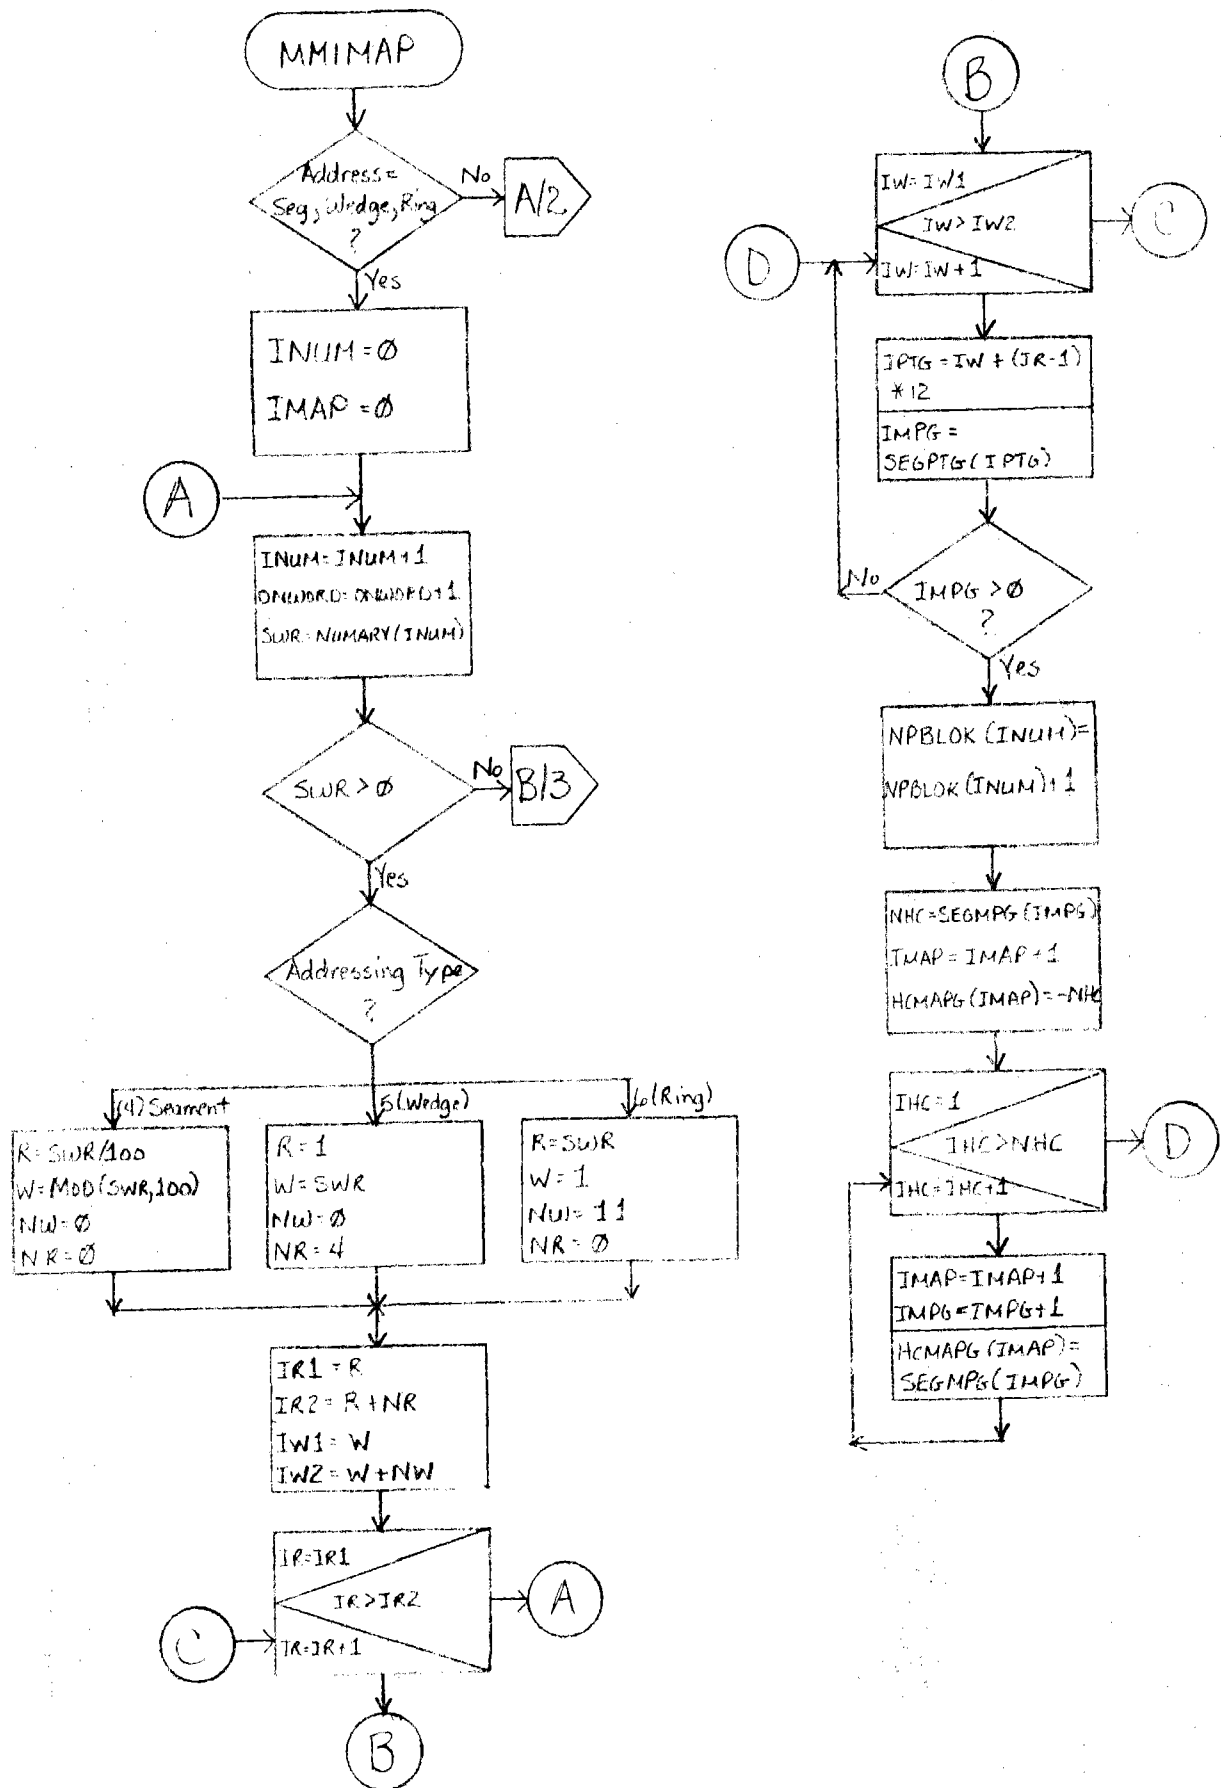 MMIMAP
Address=
Seg, Wedge, Ring
?
No
A/2
Yes
INUM=Ø
IMAP=Ø
A
INUM=INUM+1
ONWORD=ONWORD+1
SWR=NUMARY(INUM)
SWR>Ø
No
B/3
Yes
Addressing Type
?
(4) Segment
R=SWR/100
W=MOD(SWR,100)
NW=Ø
NR=Ø
5(Wedge)
R=1
W=SWR
NW=Ø
NR=4
6(Ring)
R=SWR
W=1
NW=11
NR=Ø
IR1=R
IR2=R+NR
IW1=W
IW2=W+NW
IR=IR1
IR>IR2
IR=IR+1
A
C
B
B
IW=IW1
IW>IW2
IW=IW+1
C
D
IPTG=IW+(IR-1)
*12
IMPG=
SEGPTG(IPTG)
IMPG>Ø
?
No
Yes
NPBLOK(INUM)=
NPBLOK(INUM)+1
NHC=SEGMPG(IMPG)
IMAP=IMAP+1
HCMAPG(IMAP)=-NHC
IHC=1
IHC>NHC
IHC=IHC+1
D
IMAP=IMAP+1
IMPG=IMPG+1
HCMAPG(IMAP)=
SEGMPG(IMPG)